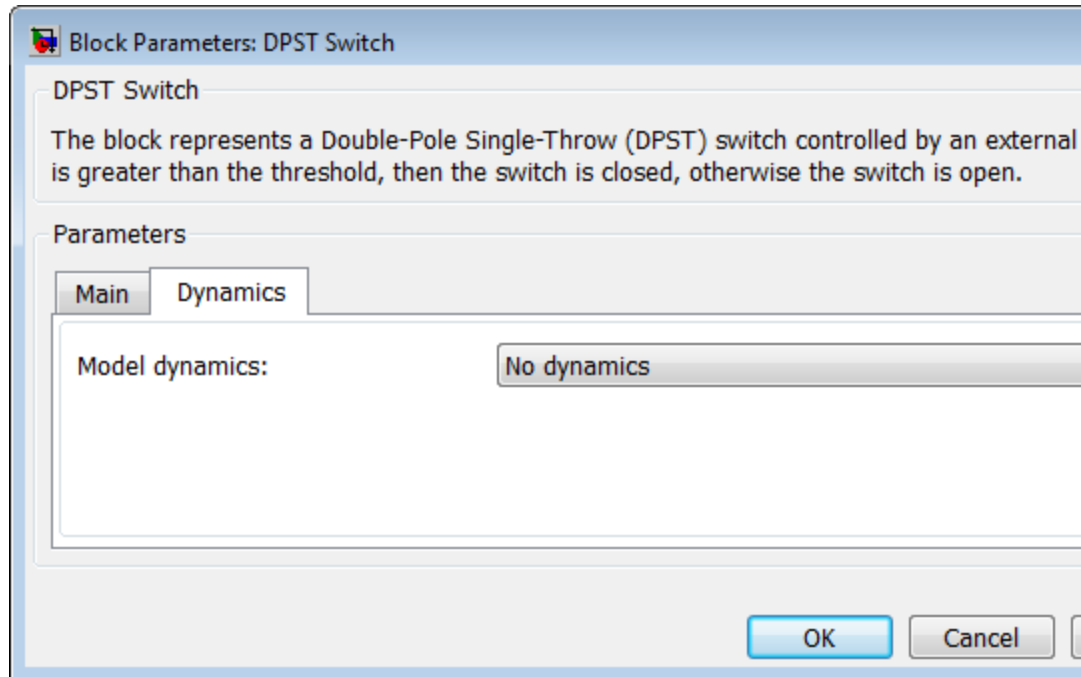 Block Parameters: DPST Switch
DPST Switch
The block represents a Double-Pole Single-Throw (DPST) switch controlled by an external
is greater than the threshold, then the switch is closed, otherwise the switch is open.
Parameters
Main Dynamics
Model dynamics: No dynamics
OK Cancel